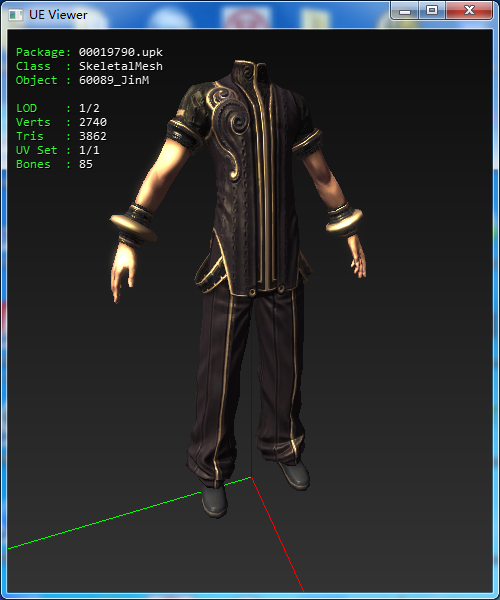 UE Viewer
Package: 00019790.upk
Class  : SkeletalMesh
Object : 60089_JinM
LOD    : 1/2
Verts  : 2740
Tris   : 3862
UV Set : 1/1
Bones  : 85